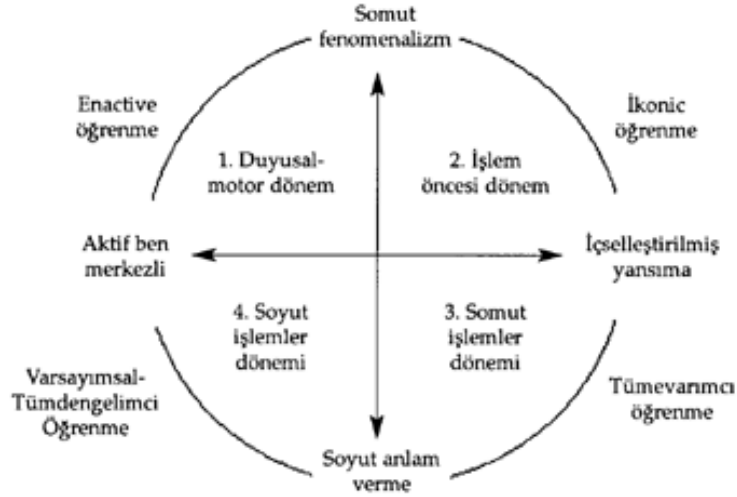 Somut
fenomenalizm
Enactive
öğrenme
İkonic
öğrenme
1. Duyusal-
motor dönem
2. İşlem
öncesi dönem
Aktif ben
merkezli
İçselleştirilmiş
yansıma
4. Soyut
işlemler
dönemi
3. Somut
işlemler
dönemi
Varsayımsal-
Tümdengelimci
Öğrenme
Tümevarımcı
öğrenme
Soyut anlam
verme